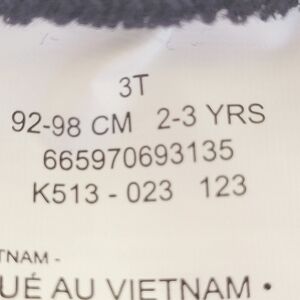 3T
92-98 CM 2-3 YRS
665970693135
K513 - 023 123
TNAM -
UÉ AU VIETNAM •